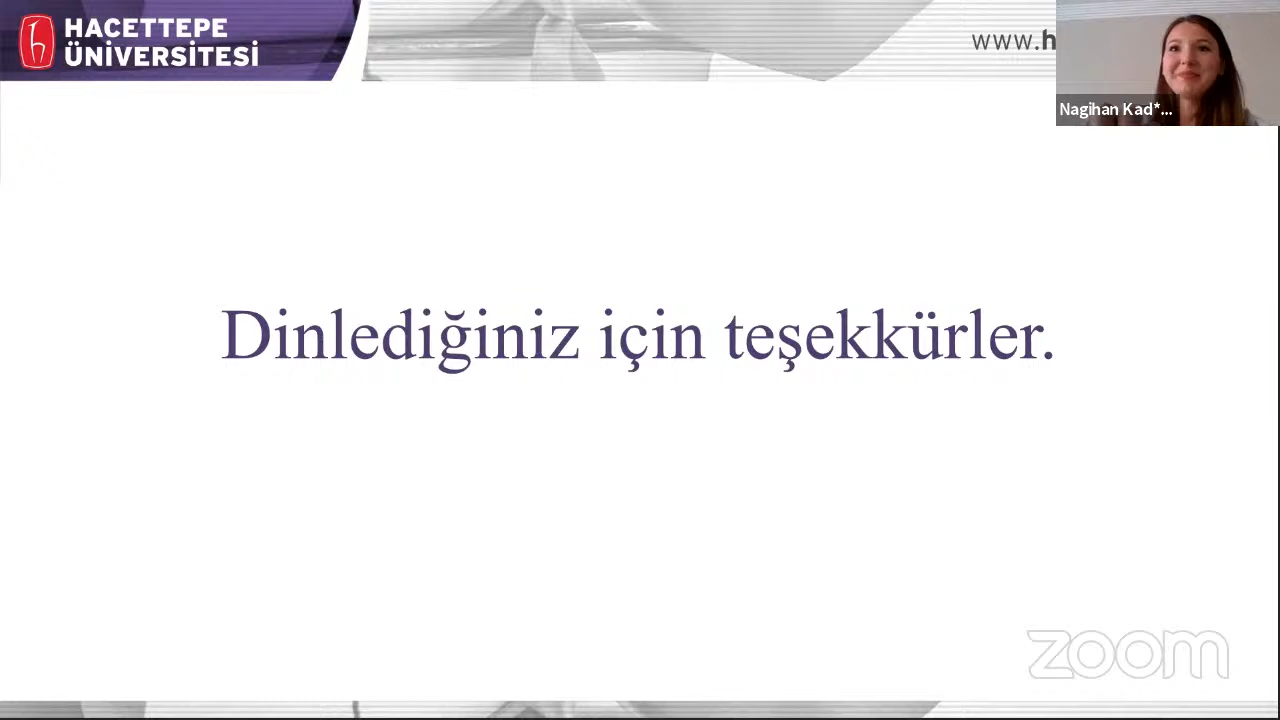 HACETTEPE
ÜNİVERSİTESİ
www.h
Nagihan Kad*...
Dinlediğiniz için teşekkürler.
zoom